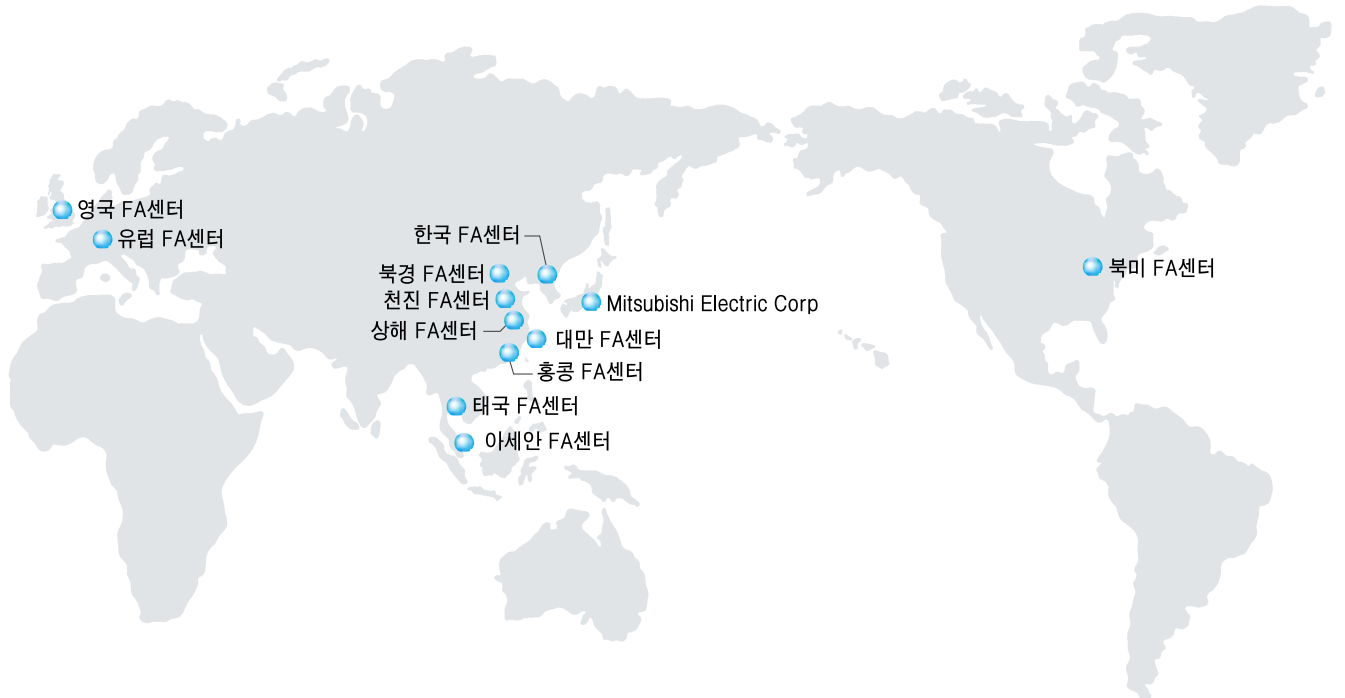 영국 FA센터
유럽 FA센터
한국 FA센터
북경 FA센터
천진 FA센터
상해 FA센터
Mitsubishi Electric Corp
대만 FA센터
홍콩 FA센터
태국 FA센터
아세안 FA센터
북미 FA센터